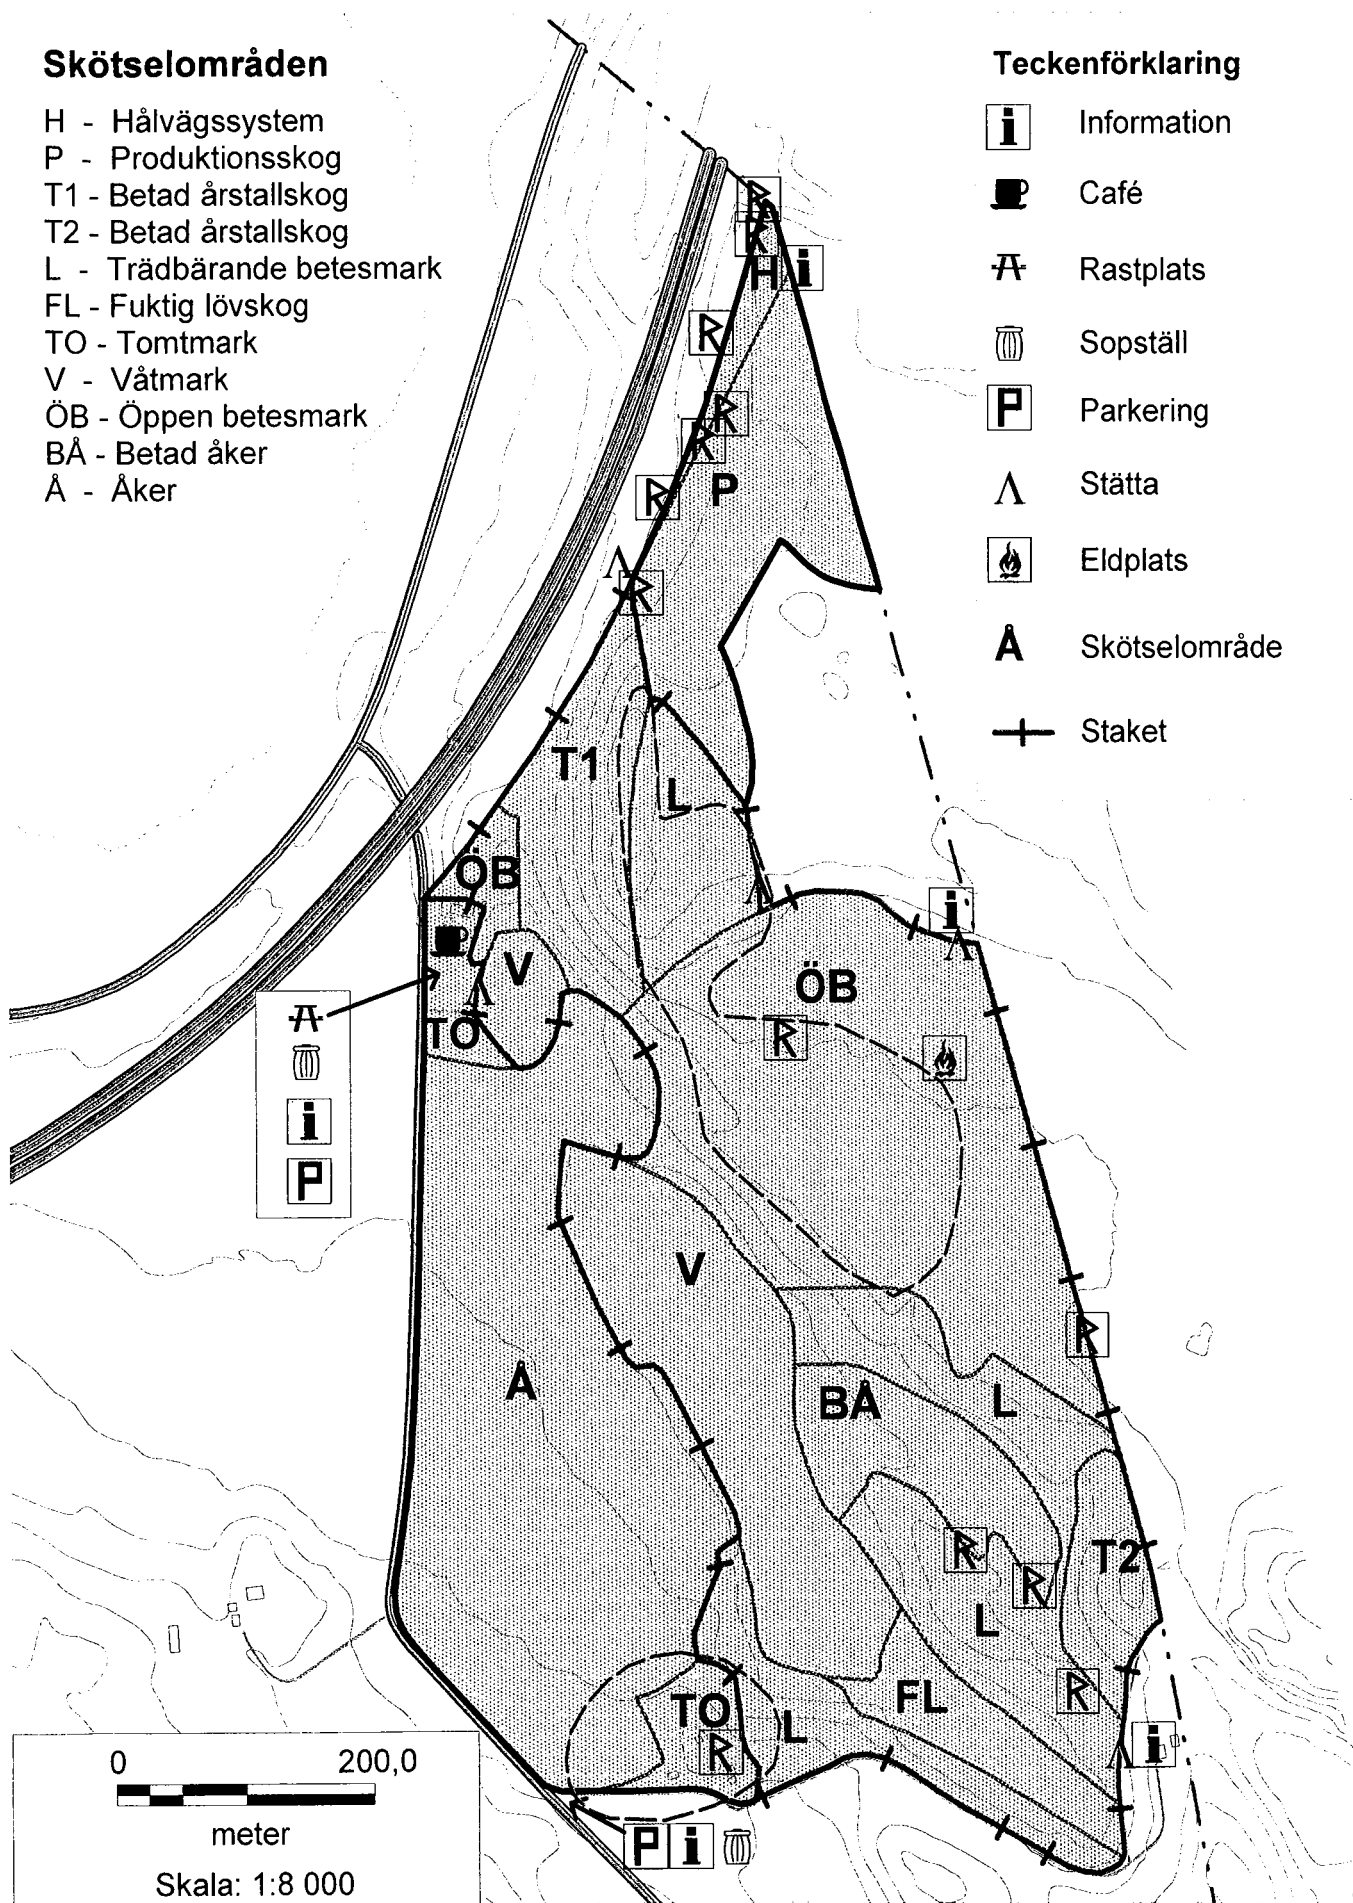 Skötselområden
H - Hålvägssystem
P - Produktionsskog
T1 - Betad årstallskog
T2 - Betad årstallskog
L - Trädbärande betesmark
FL - Fuktig lövskog
TO - Tomtmark
V - Våtmark
ÖB - Öppen betesmark
BÅ - Betad åker
Å - Åker
Teckenförklaring
i Information
Café
Rastplats
Sopställ
P Parkering
Stätta
Eldplats
Å Skötselområde
Staket
R
R
H i
R
R
R
P
R
R
T1
L
ÖB
i
V
ÖB
TO
R
i
P
V
R
Å
BÅ
L
R
T2
R
L
R
FL
TO
L
R
i
P i
0 200,0
meter
Skala: 1:8 000